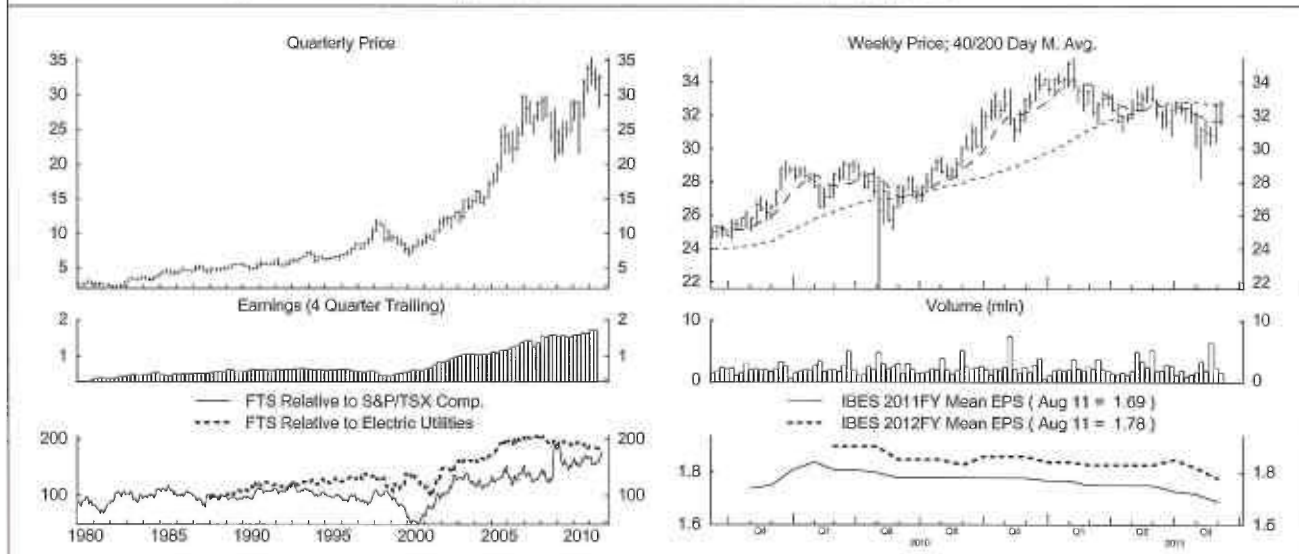 Quarterly Price
35 35
30 30
25 25
20 20
15 15
10 10
5 5
Earnings (4 Quarter Trailing)
2 2
1 1
FTS Relative to S&P/TSX Comp.
FTS Relative to Electric Utilities
200 200
100 100
1980 1985 1990 1995 2000 2005 2010
Weekly Price; 40/200 Day M. Avg.
34 34
32 32
30 30
28 28
26 26
24 24
22 22
Volume (mln)
10 10
0 0
IBES 2011FY Mean EPS ( Aug 11 = 1.69 )
IBES 2012FY Mean EPS ( Aug 11 = 1.78 )
1.8 1.8
1.6 1.6
2010 2011